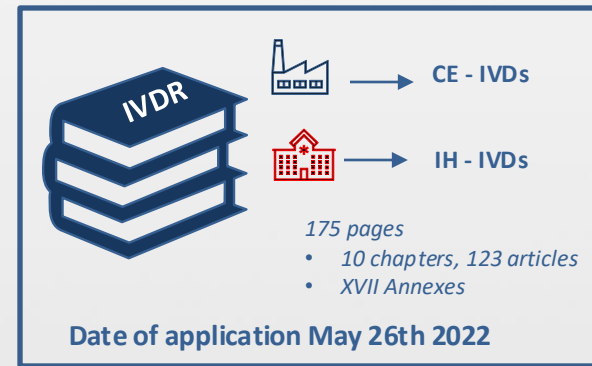 IVDR
CE - IVDs
IH - IVDs
175 pages
• 10 chapters, 123 articles
• XVII Annexes
Date of application May 26th 2022